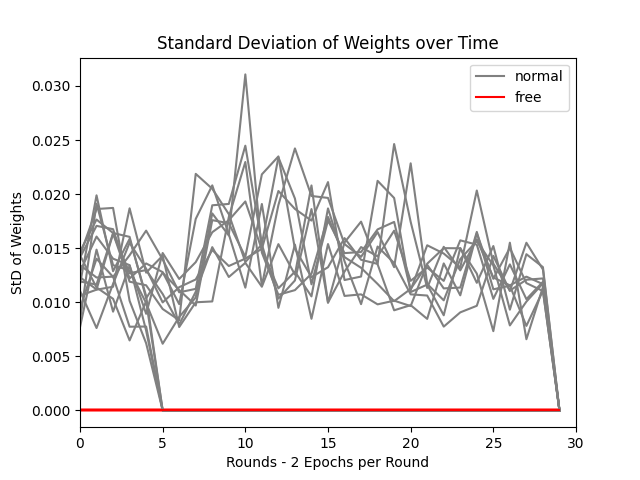 Standard Deviation of Weights over Time
StD of Weights
0.030
0.025
0.020
0.015
0.010
0.005
0.000
normal
free
0 5 10 15 20 25 30
Rounds - 2 Epochs per Round